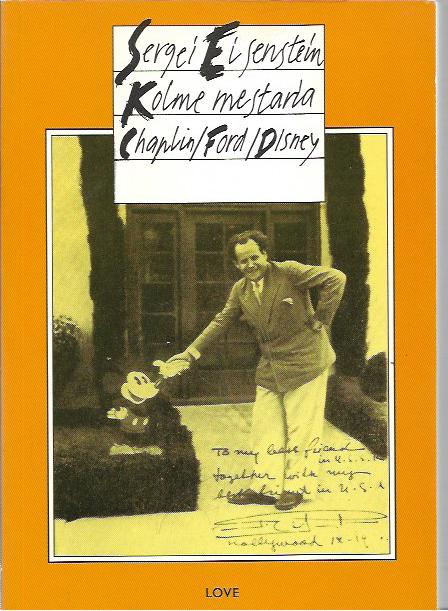 Sergei Eisenstein
Kolme mestaria
Chaplin/Ford/Disney
To my best friend
in U.S.S.R
together with my
best friend in U.S.A
Hollywood
LOVE